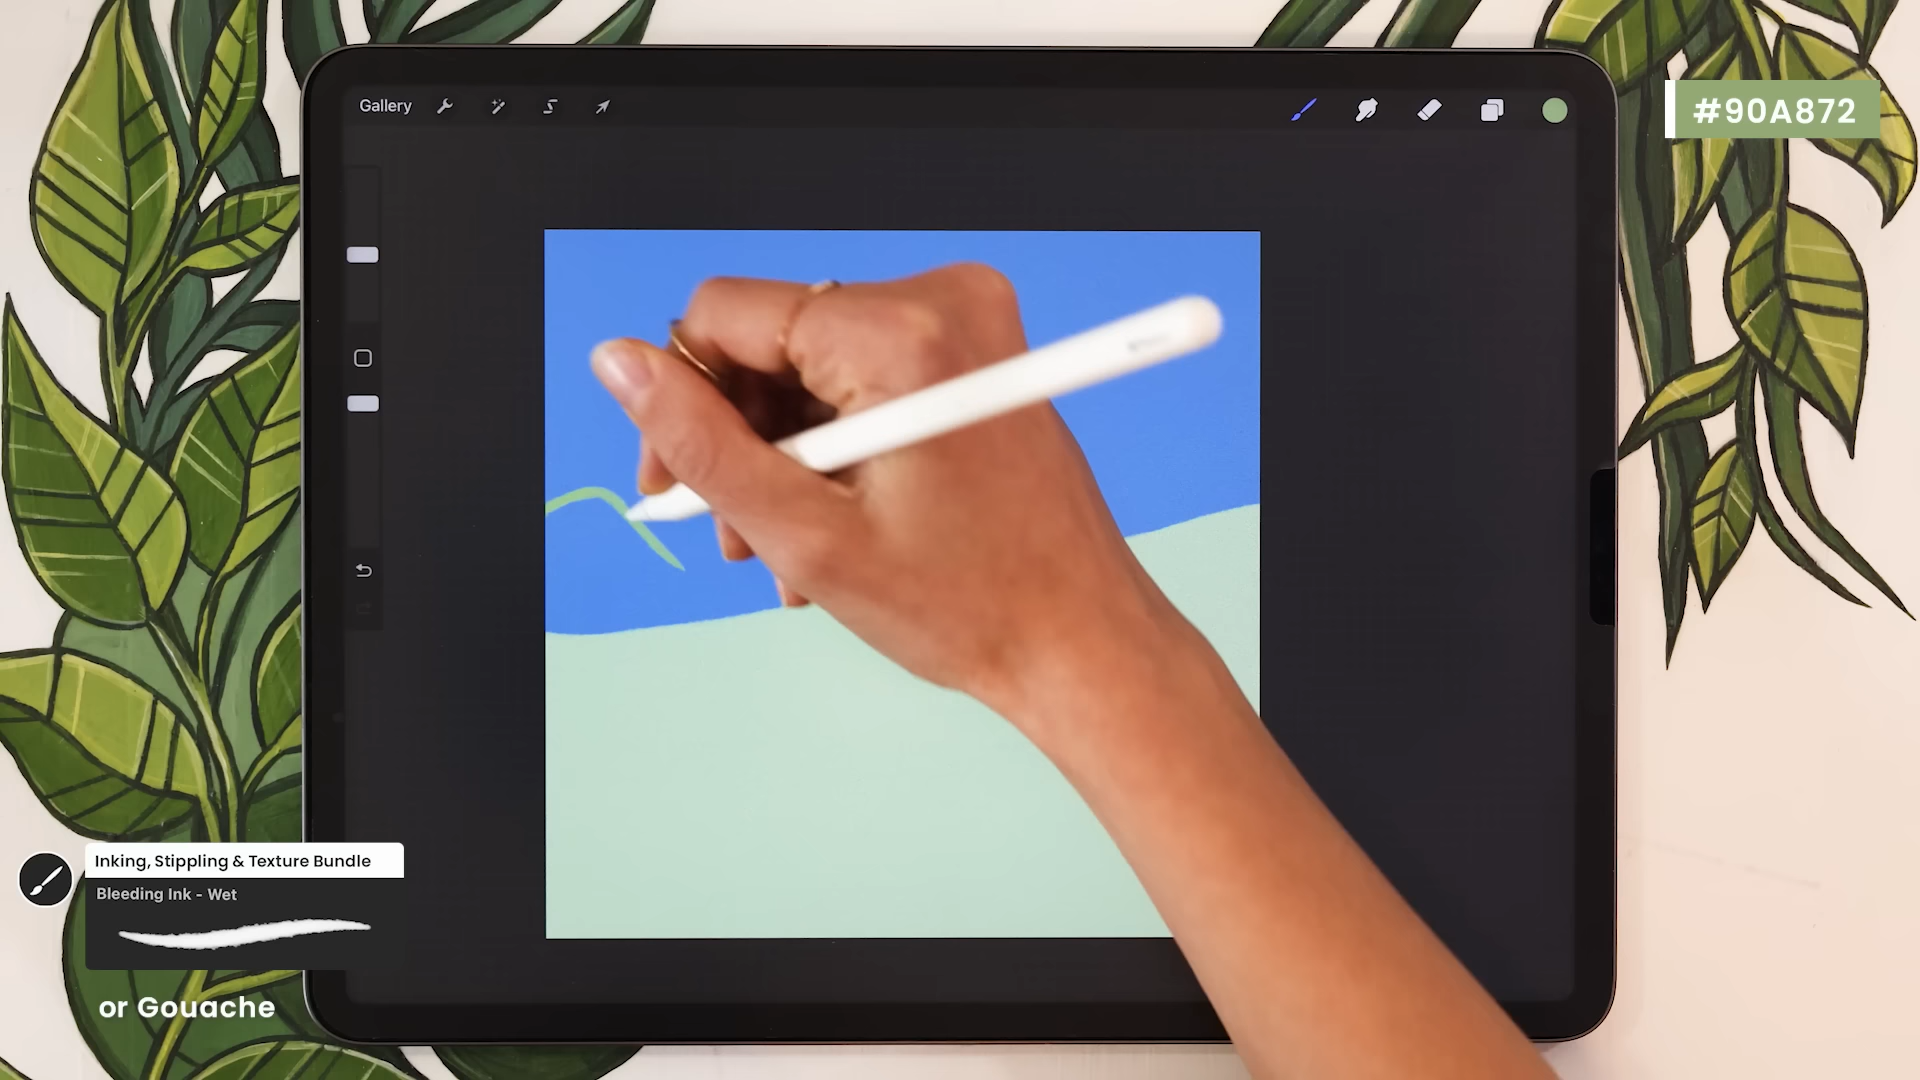 Gallery
#90A872
Inking, Stippling & Texture Bundle
Bleeding Ink - Wet
or Gouache